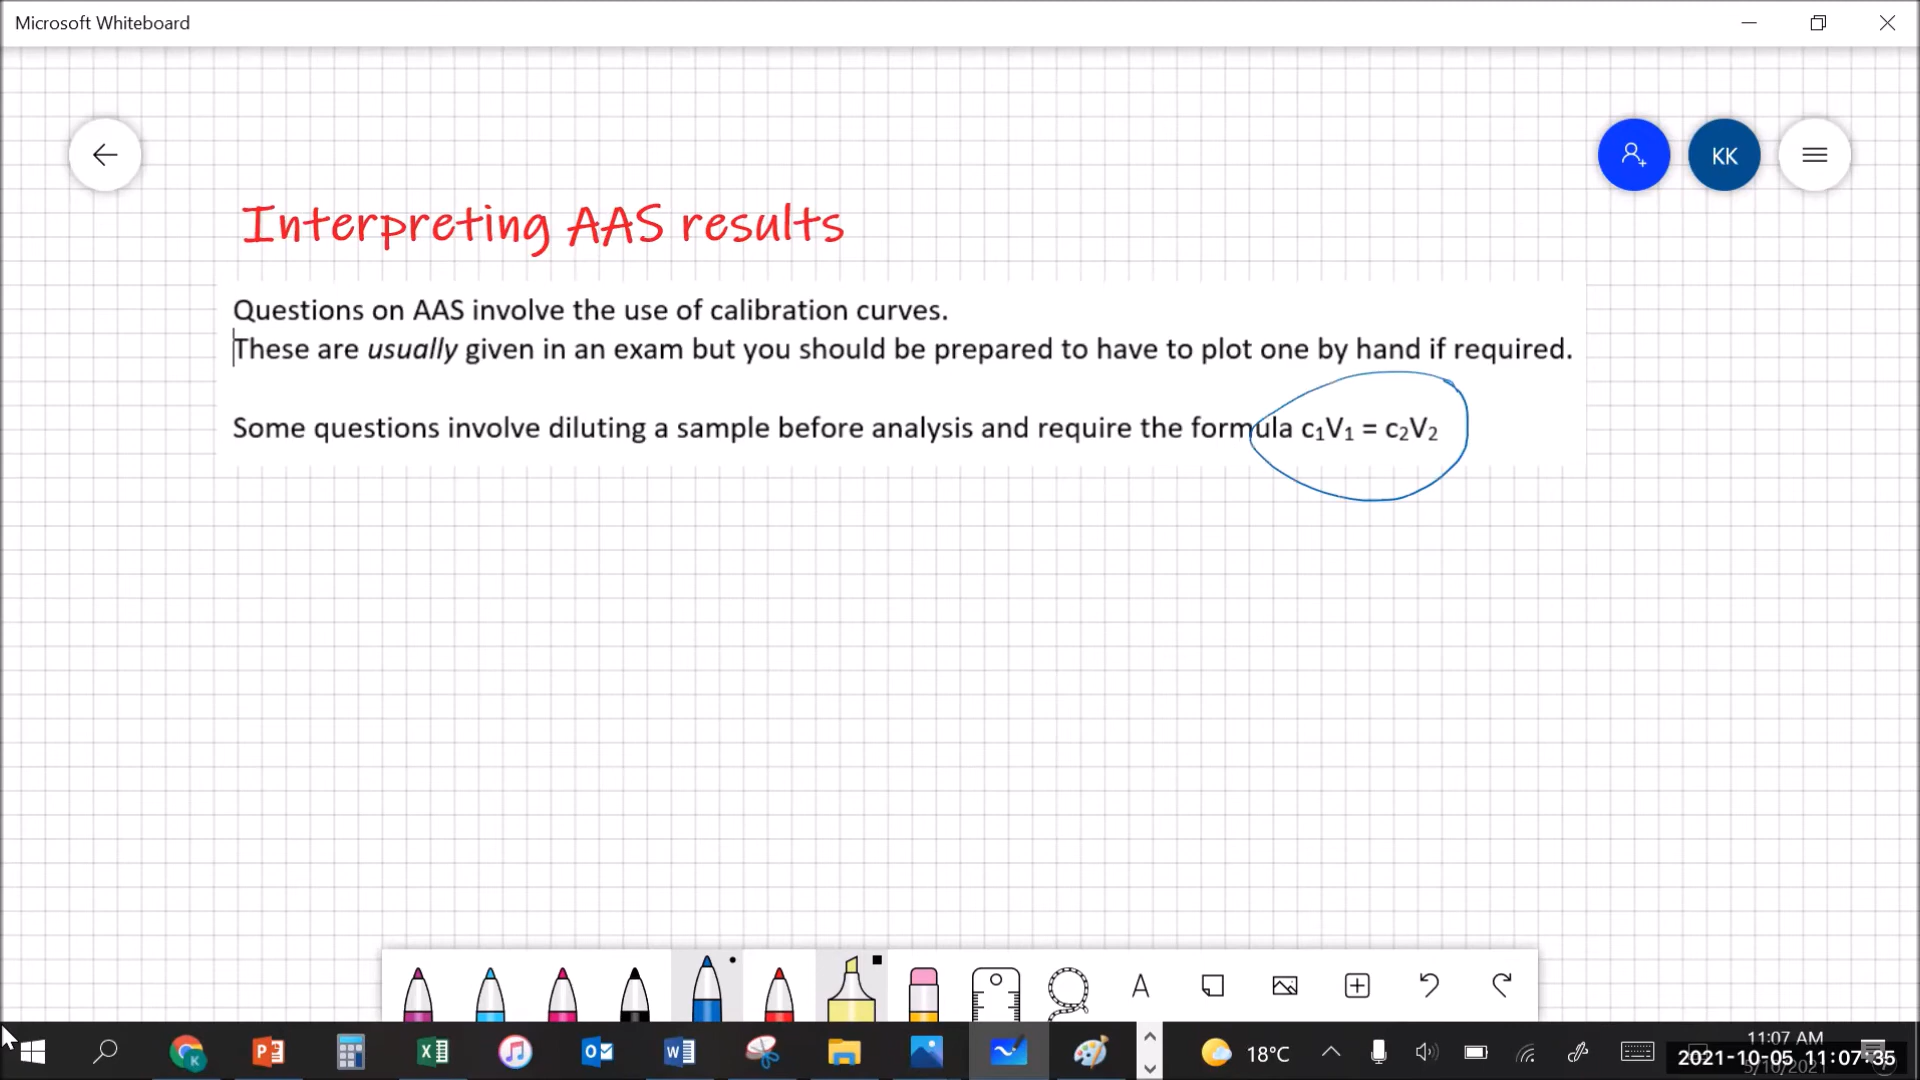 Microsoft Whiteboard
KK
Interpreting AAS results
Questions on AAS involve the use of calibration curves.
These are usually given in an exam but you should be prepared to have to plot one by hand if required.
Some questions involve diluting a sample before analysis and require the formula c₁V₁ = c₂V₂
A
18°C
11:07 AM
2021-10-05 11:07:35